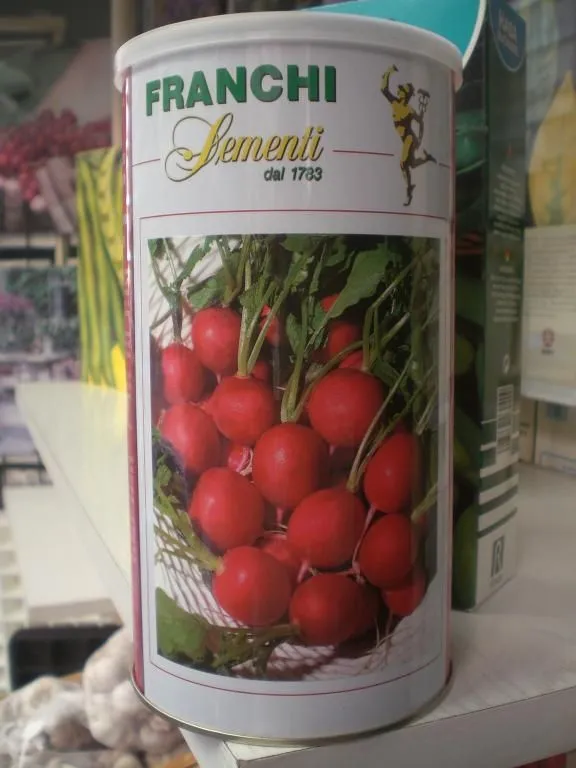 FRANCHI
Sementi
dal 1783